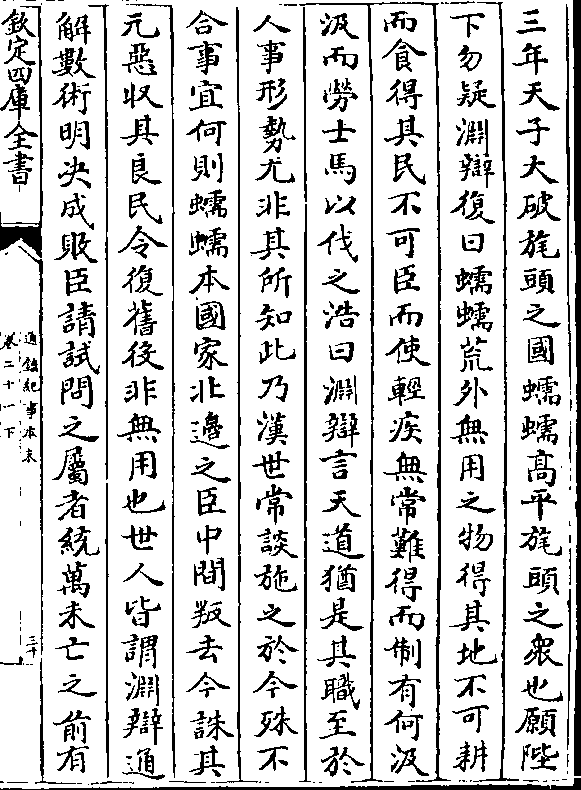 三年天子大破旄頭之國蠕蠕髙平旄頭之衆也願陛
下勿疑淵辯復曰蠕蠕荒外無用之物得其地不可耕
而食得其民不可臣而使輕疾無常難得而制有何汲
汲而勞士馬以伐之浩曰淵辯言天道猶是其職至於
人事形勢尤非其所知此乃漢世常談施之於今殊不
合事宜何則蠕蠕本國家北邊之臣中間叛去今誅其
元惡收其良民令復舊役非無用也世人皆謂淵辯通
解數術明决成敗臣請試問之屬者統萬未亡之前有
欽定四庫全書
通鑑紀事本末
卷二十一下
三十